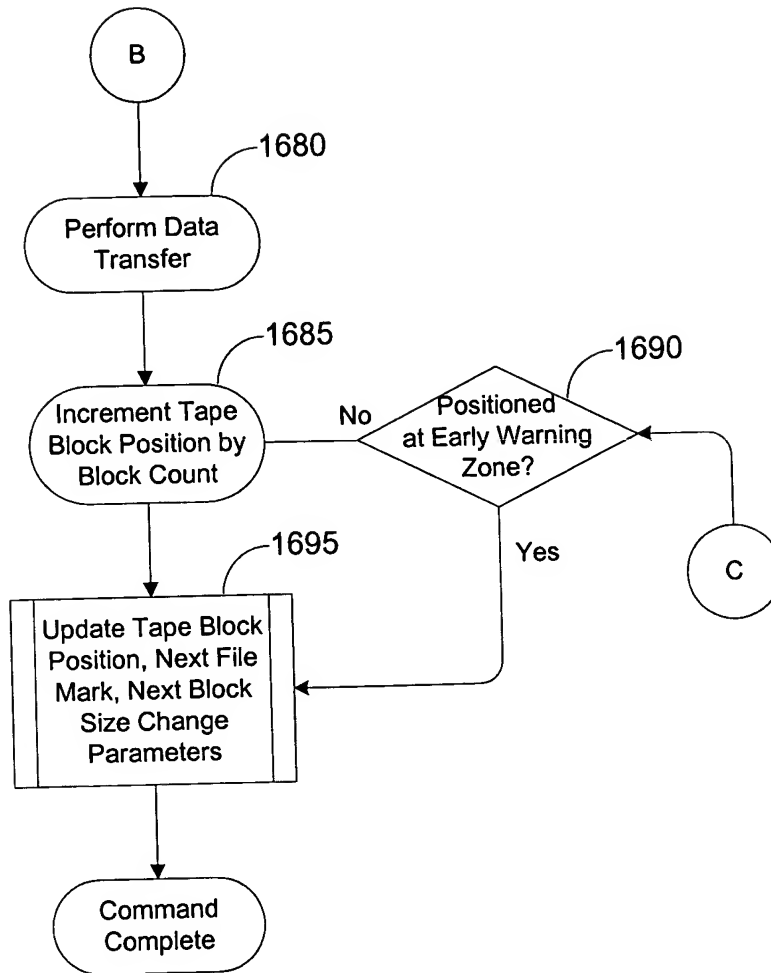 B
1680
Perform Data
Transfer
1685
Increment Tape
Block Position by
Block Count
No
1690
Positioned
at Early Warning
Zone?
Yes
C
1695
Update Tape Block
Position, Next File
Mark, Next Block
Size Change
Parameters
Command
Complete